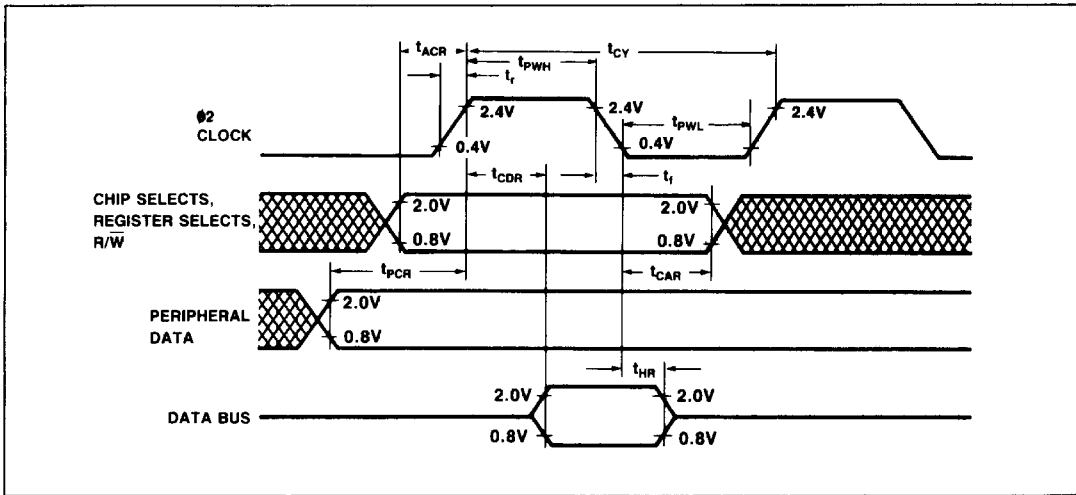 tACR
tCY
tPWH
tr
ø2
CLOCK
2.4V
2.4V
2.4V
tPWL
0.4V
0.4V
tCDR
tf
CHIP SELECTS,
REGISTER SELECTS,
R/W̅
2.0V
2.0V
0.8V
0.8V
tPCR
tCAR
PERIPHERAL
DATA
2.0V
0.8V
tHR
DATA BUS
2.0V
2.0V
0.8V
0.8V